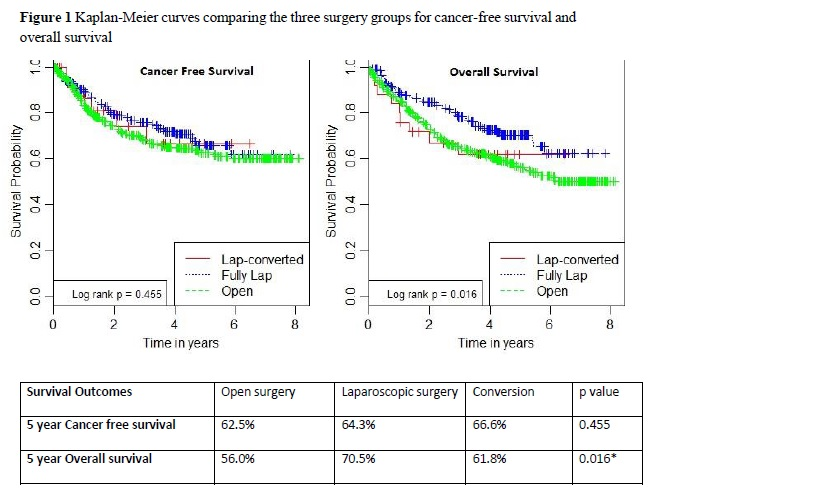 Figure 1 Kaplan-Meier curves comparing the three surgery groups for cancer-free survival and
overall survival
Cancer Free Survival
Survival Probability
1.0
0.8
0.6
0.4
0.2
0.0
Lap-converted
Fully Lap
Open
Log rank p = 0.455
0 2 4 6 8
Time in years
Overall Survival
Survival Probability
1.0
0.8
0.6
0.4
0.2
0.0
Lap-converted
Fully Lap
Open
Log rank p = 0.016
0 2 4 6 8
Time in years
Survival Outcomes Open surgery Laparoscopic surgery Conversion p value
5 year Cancer free survival 62.5% 64.3% 66.6% 0.455
5 year Overall survival 56.0% 70.5% 61.8% 0.016*